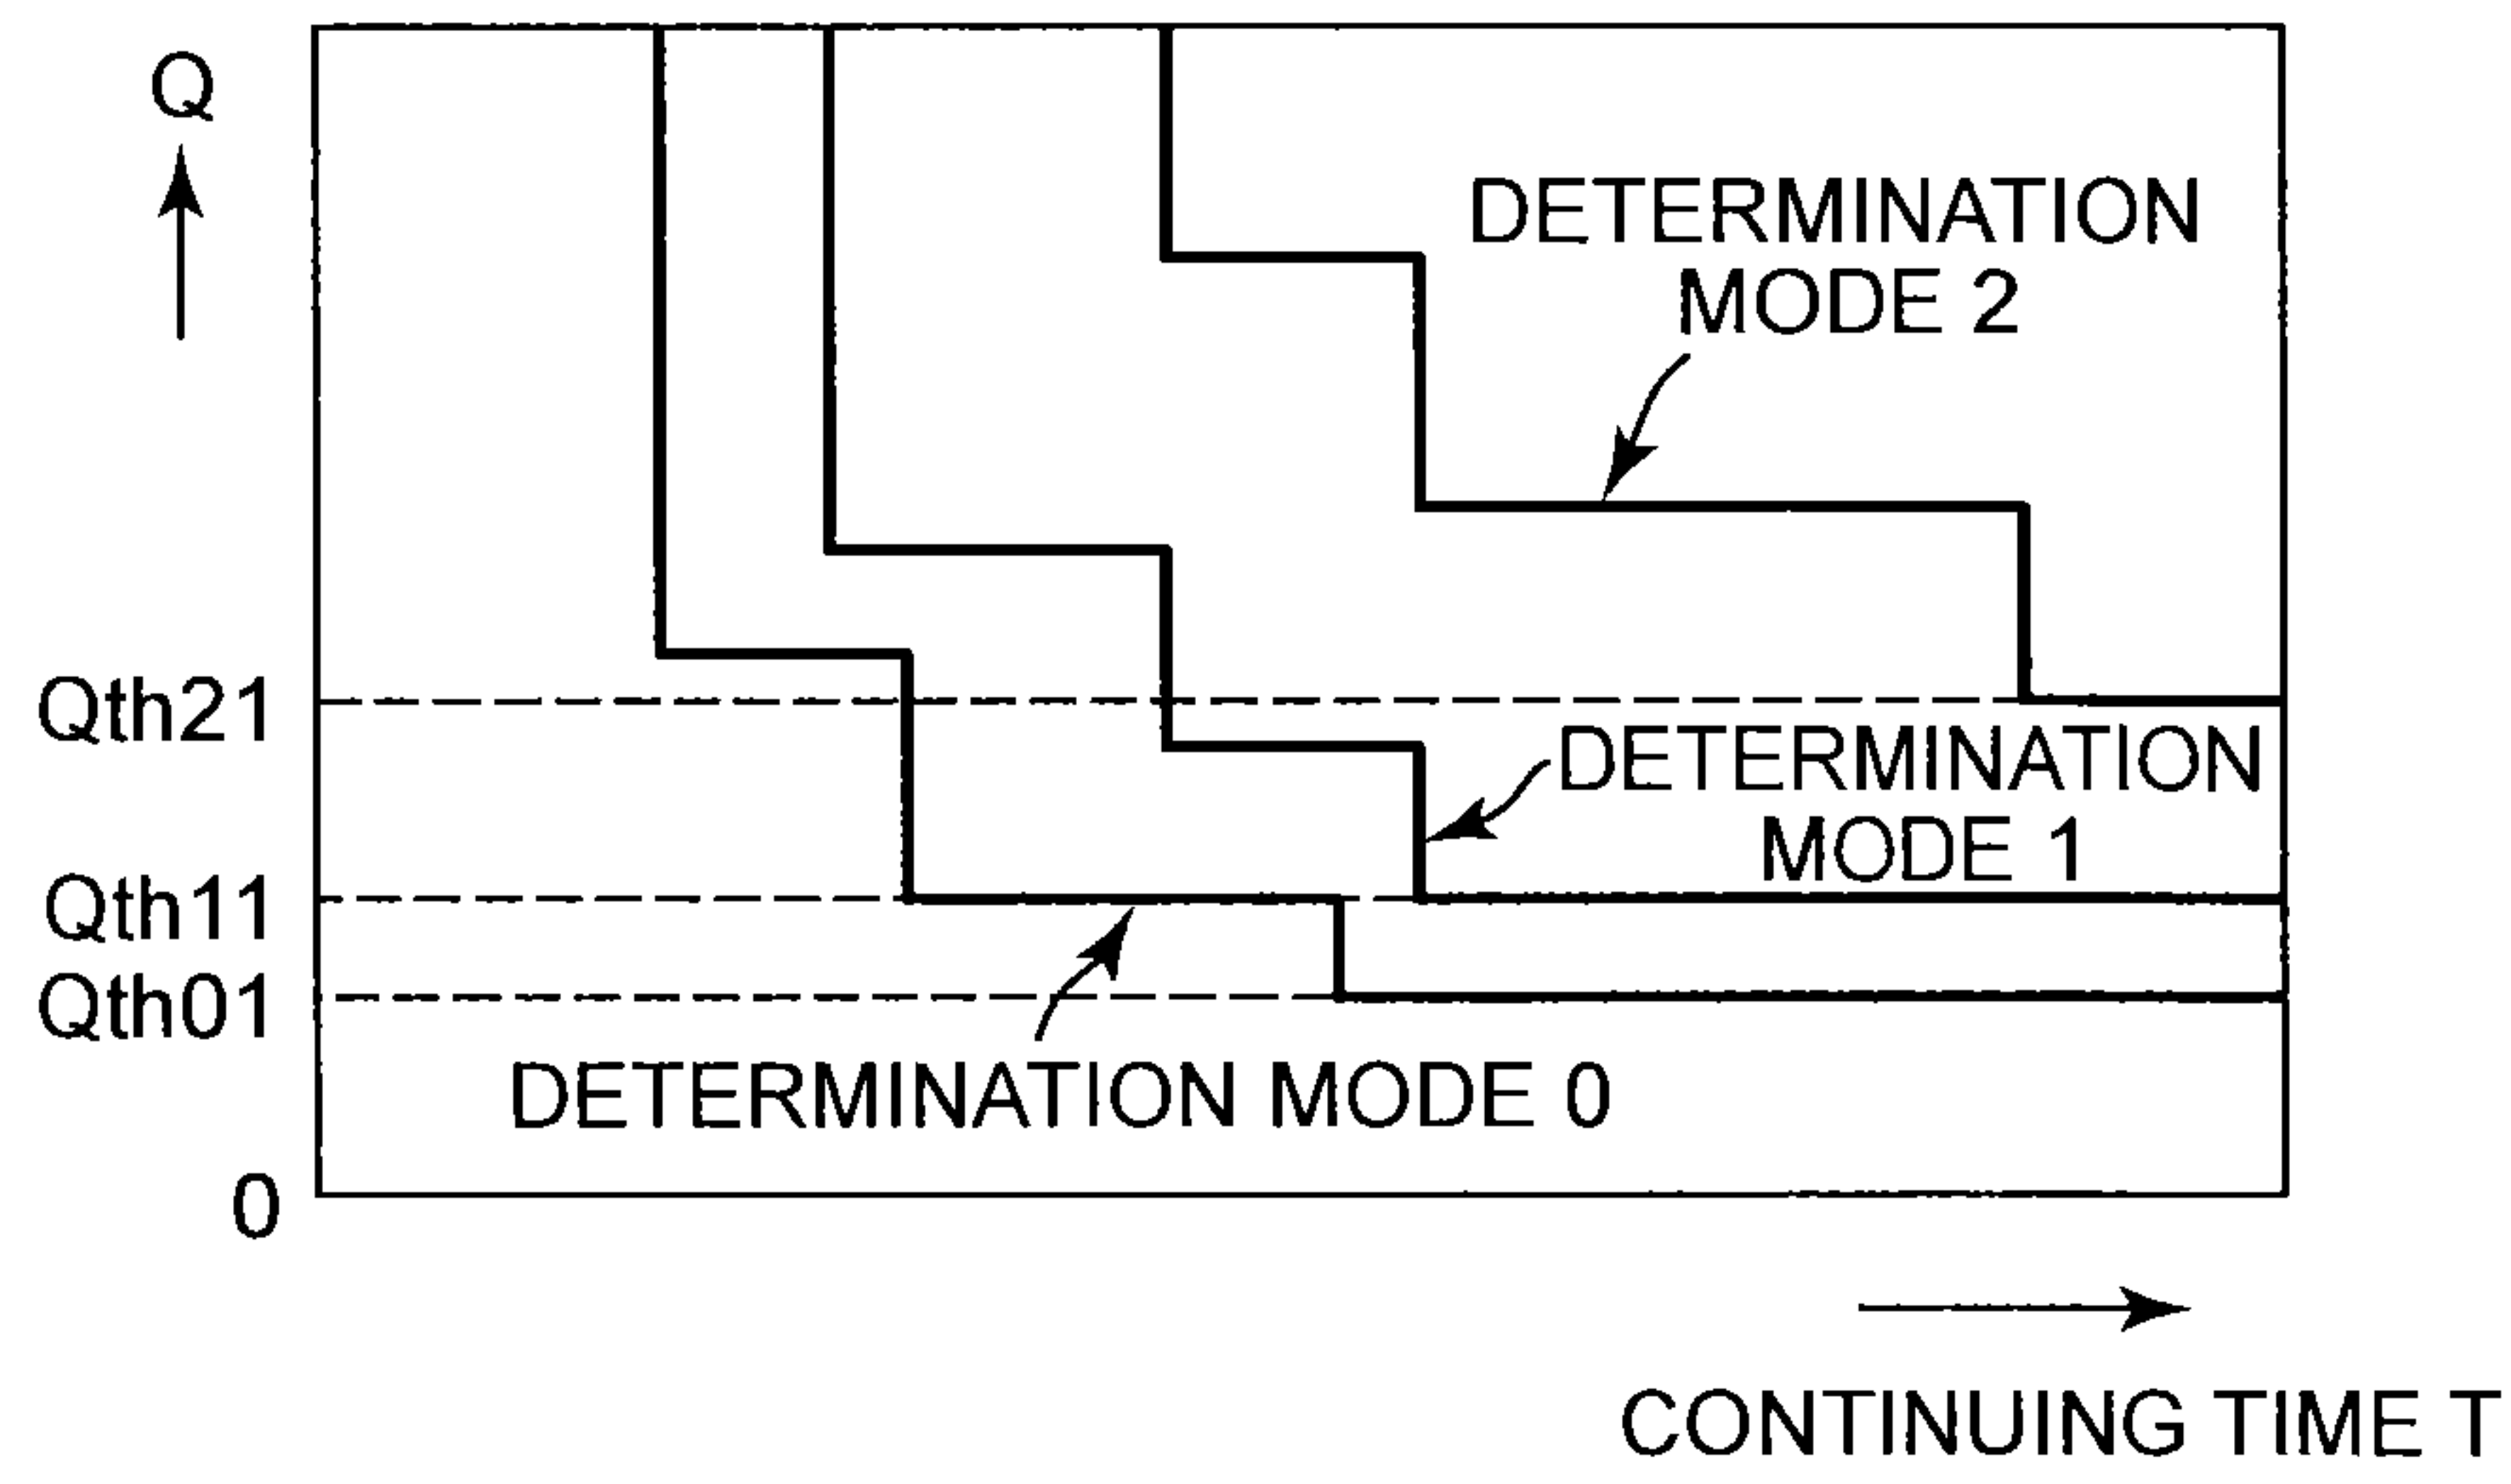 Q
DETERMINATION
MODE 2
Qth21
DETERMINATION
MODE 1
Qth11
Qth01
DETERMINATION MODE 0
0
CONTINUING TIME T